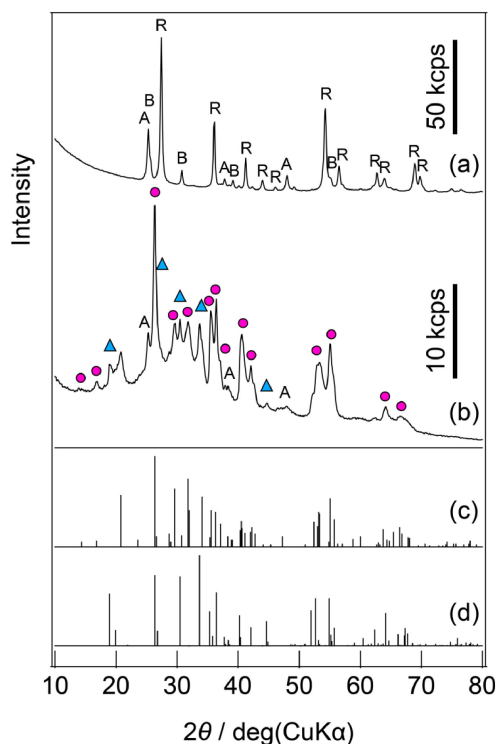 R
50 kcps
B
A
R
R
R
B
A
B
R
R
A
B
R
R
R
R
R
(a)
Intensity
10 kcps
A
A
A
(b)
(c)
(d)
10 20 30 40 50 60 70 80
2θ / deg(CuKα)